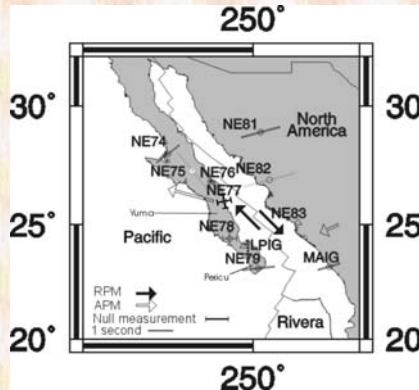 250°
30°
NE81
North
America
NE74
NE75
NE76
NE82
NE77
Yuma
NE83
25°
NE78
Pacific
LPIG
MAIG
NE79
Pericu
RPM
APM
Null measurement
1 second
Rivera
20°
20°
250°
30°
25°